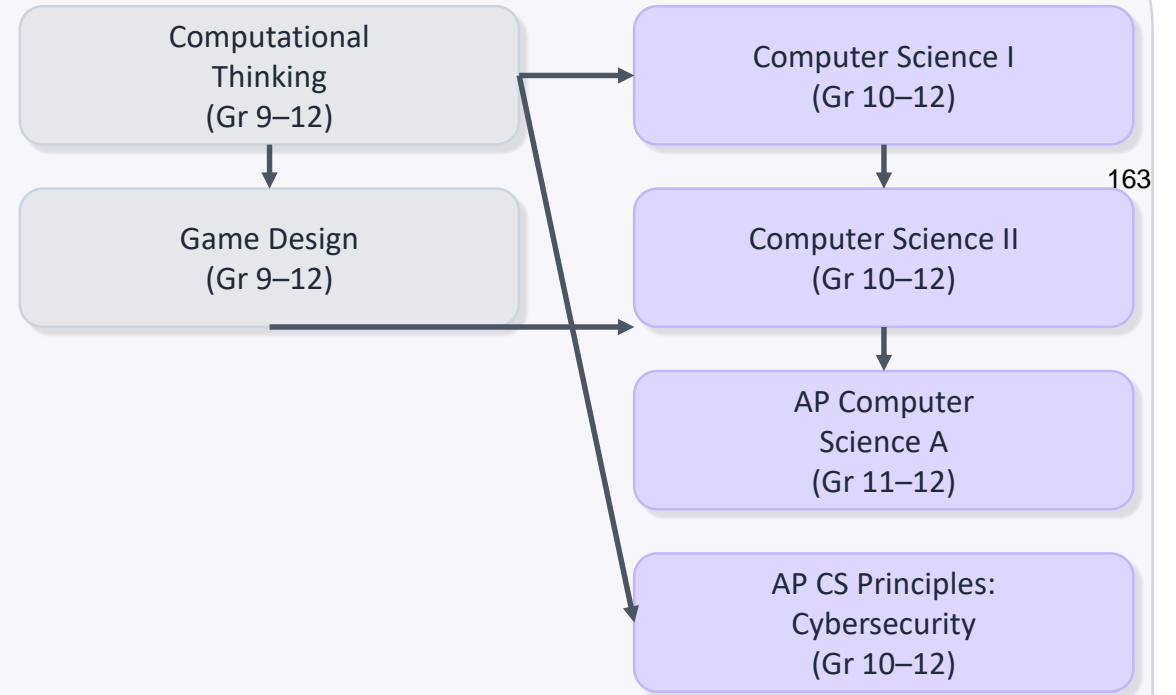 Computational
Thinking
(Gr 9–12)
Computer Science I
(Gr 10–12)
163
Game Design
(Gr 9–12)
Computer Science II
(Gr 10–12)
AP Computer
Science A
(Gr 11–12)
AP CS Principles:
Cybersecurity
(Gr 10–12)